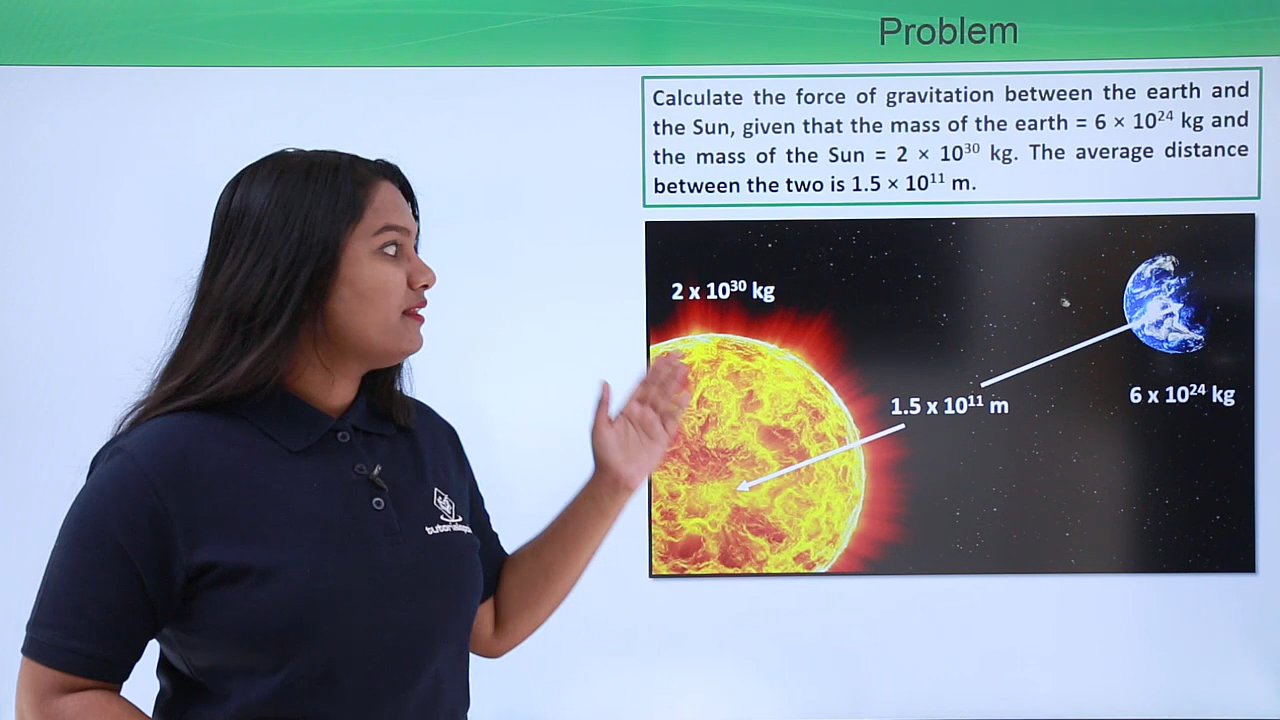 Problem
Calculate the force of gravitation between the earth and
the Sun, given that the mass of the earth = 6 × 10²⁴ kg and
the mass of the Sun = 2 × 10³⁰ kg. The average distance
between the two is 1.5 × 10¹¹ m.
2 x 10³⁰ kg
1.5 x 10¹¹ m
6 x 10²⁴ kg